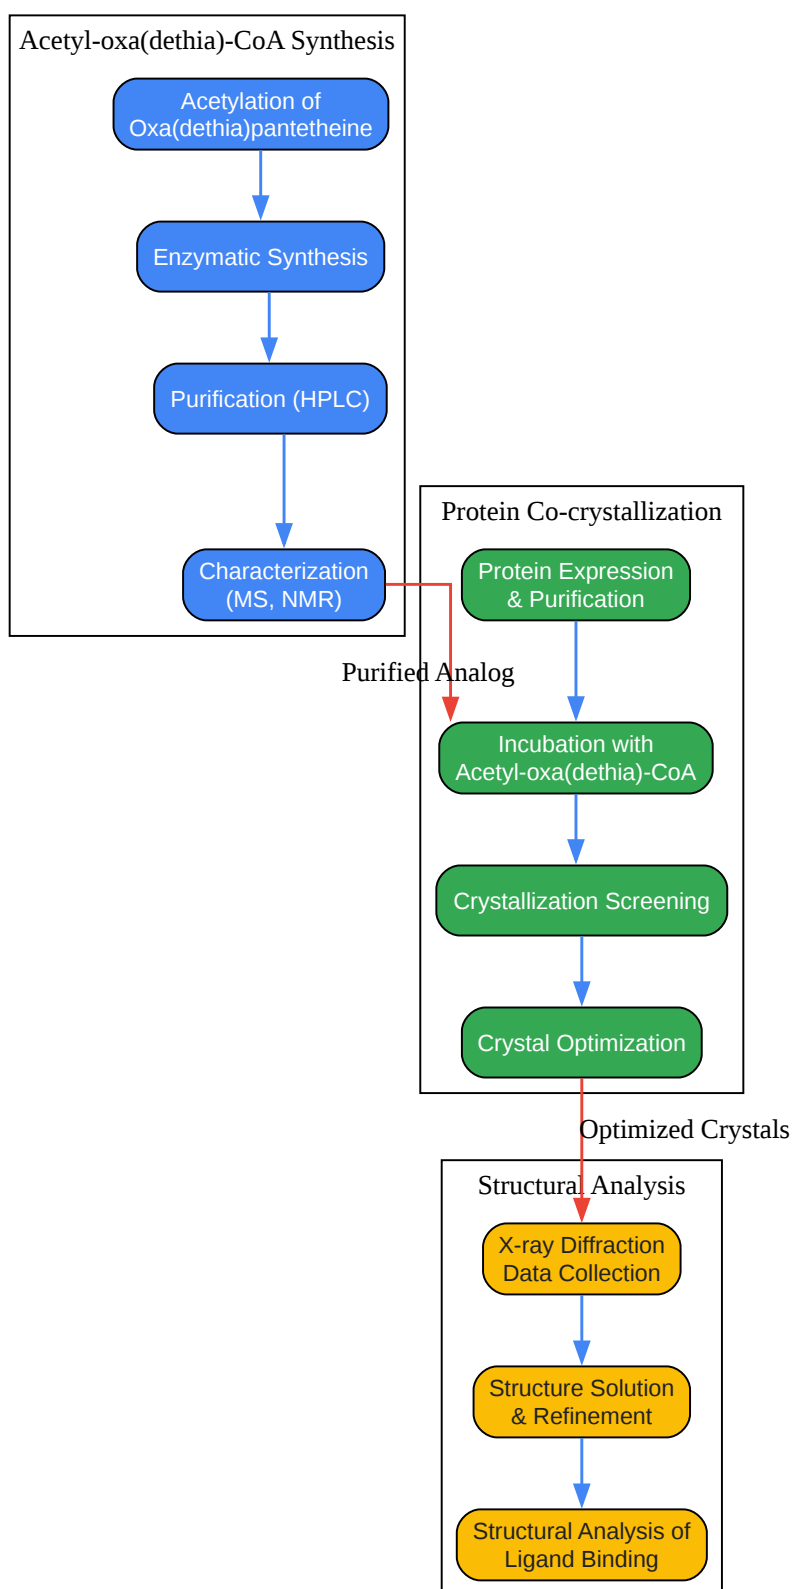 Acetyl-oxa(dethia)-CoA Synthesis
Acetylation of
Oxa(dethia)pantetheine
Enzymatic Synthesis
Purification (HPLC)
Characterization
(MS, NMR)
Purified Analog
Protein Co-crystallization
Protein Expression
& Purification
Incubation with
Acetyl-oxa(dethia)-CoA
Crystallization Screening
Crystal Optimization
Optimized Crystals
Structural Analysis
X-ray Diffraction
Data Collection
Structure Solution
& Refinement
Structural Analysis of
Ligand Binding